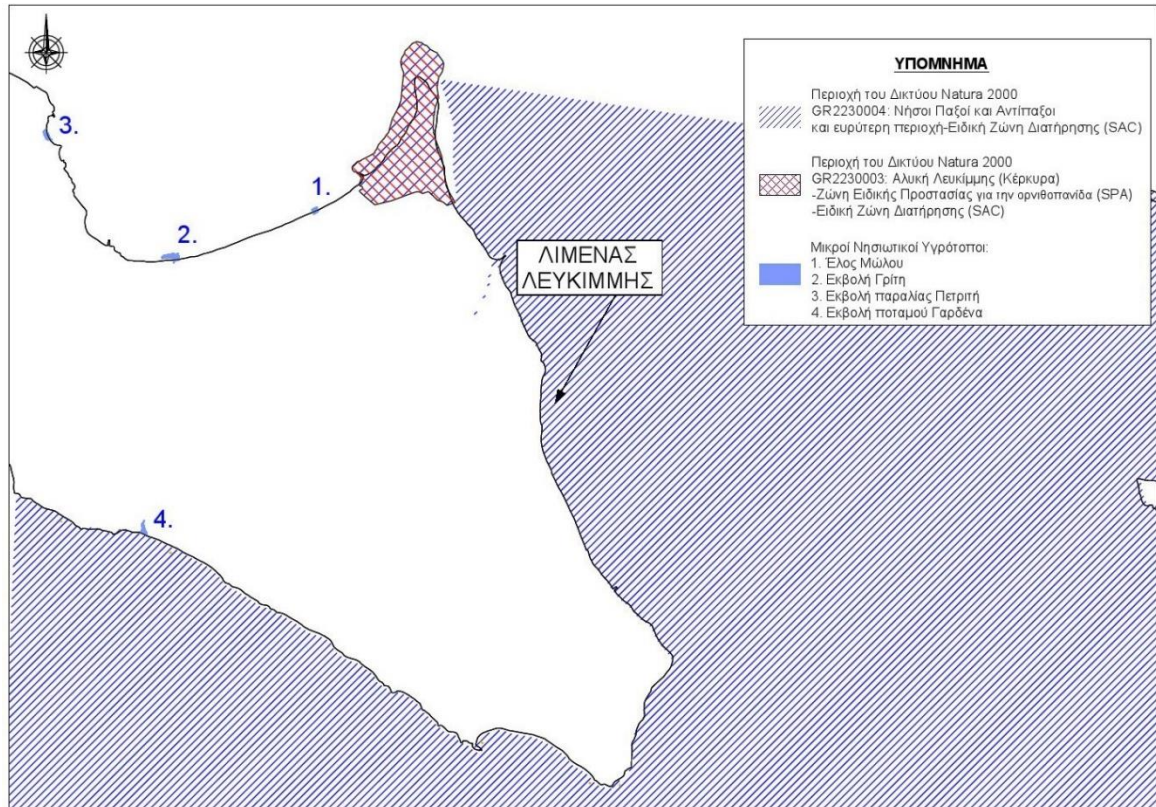 ΥΠΟΜΝΗΜΑ
Περιοχή του Δικτύου Natura 2000
GR2230004: Νήσοι Παξοί και Αντίπαξοι
και ευρύτερη περιοχή-Ειδική Ζώνη Διατήρησης (SAC)
Περιοχή του Δικτύου Natura 2000
GR2230003: Αλυκή Λευκίμμης (Κέρκυρα)
-Ζώνη Ειδικής Προστασίας για την ορνιθοπανίδα (SPA)
-Ειδική Ζώνη Διατήρησης (SAC)
Μικροί Νησιωτικοί Υγρότοποι:
1. Έλος Μώλου
2. Εκβολή Γρίτη
3. Εκβολή παραλίας Πετριτή
4. Εκβολή ποταμού Γαρδένα
3.
1.
2.
ΛΙΜΕΝΑΣ
ΛΕΥΚΙΜΜΗΣ
4.